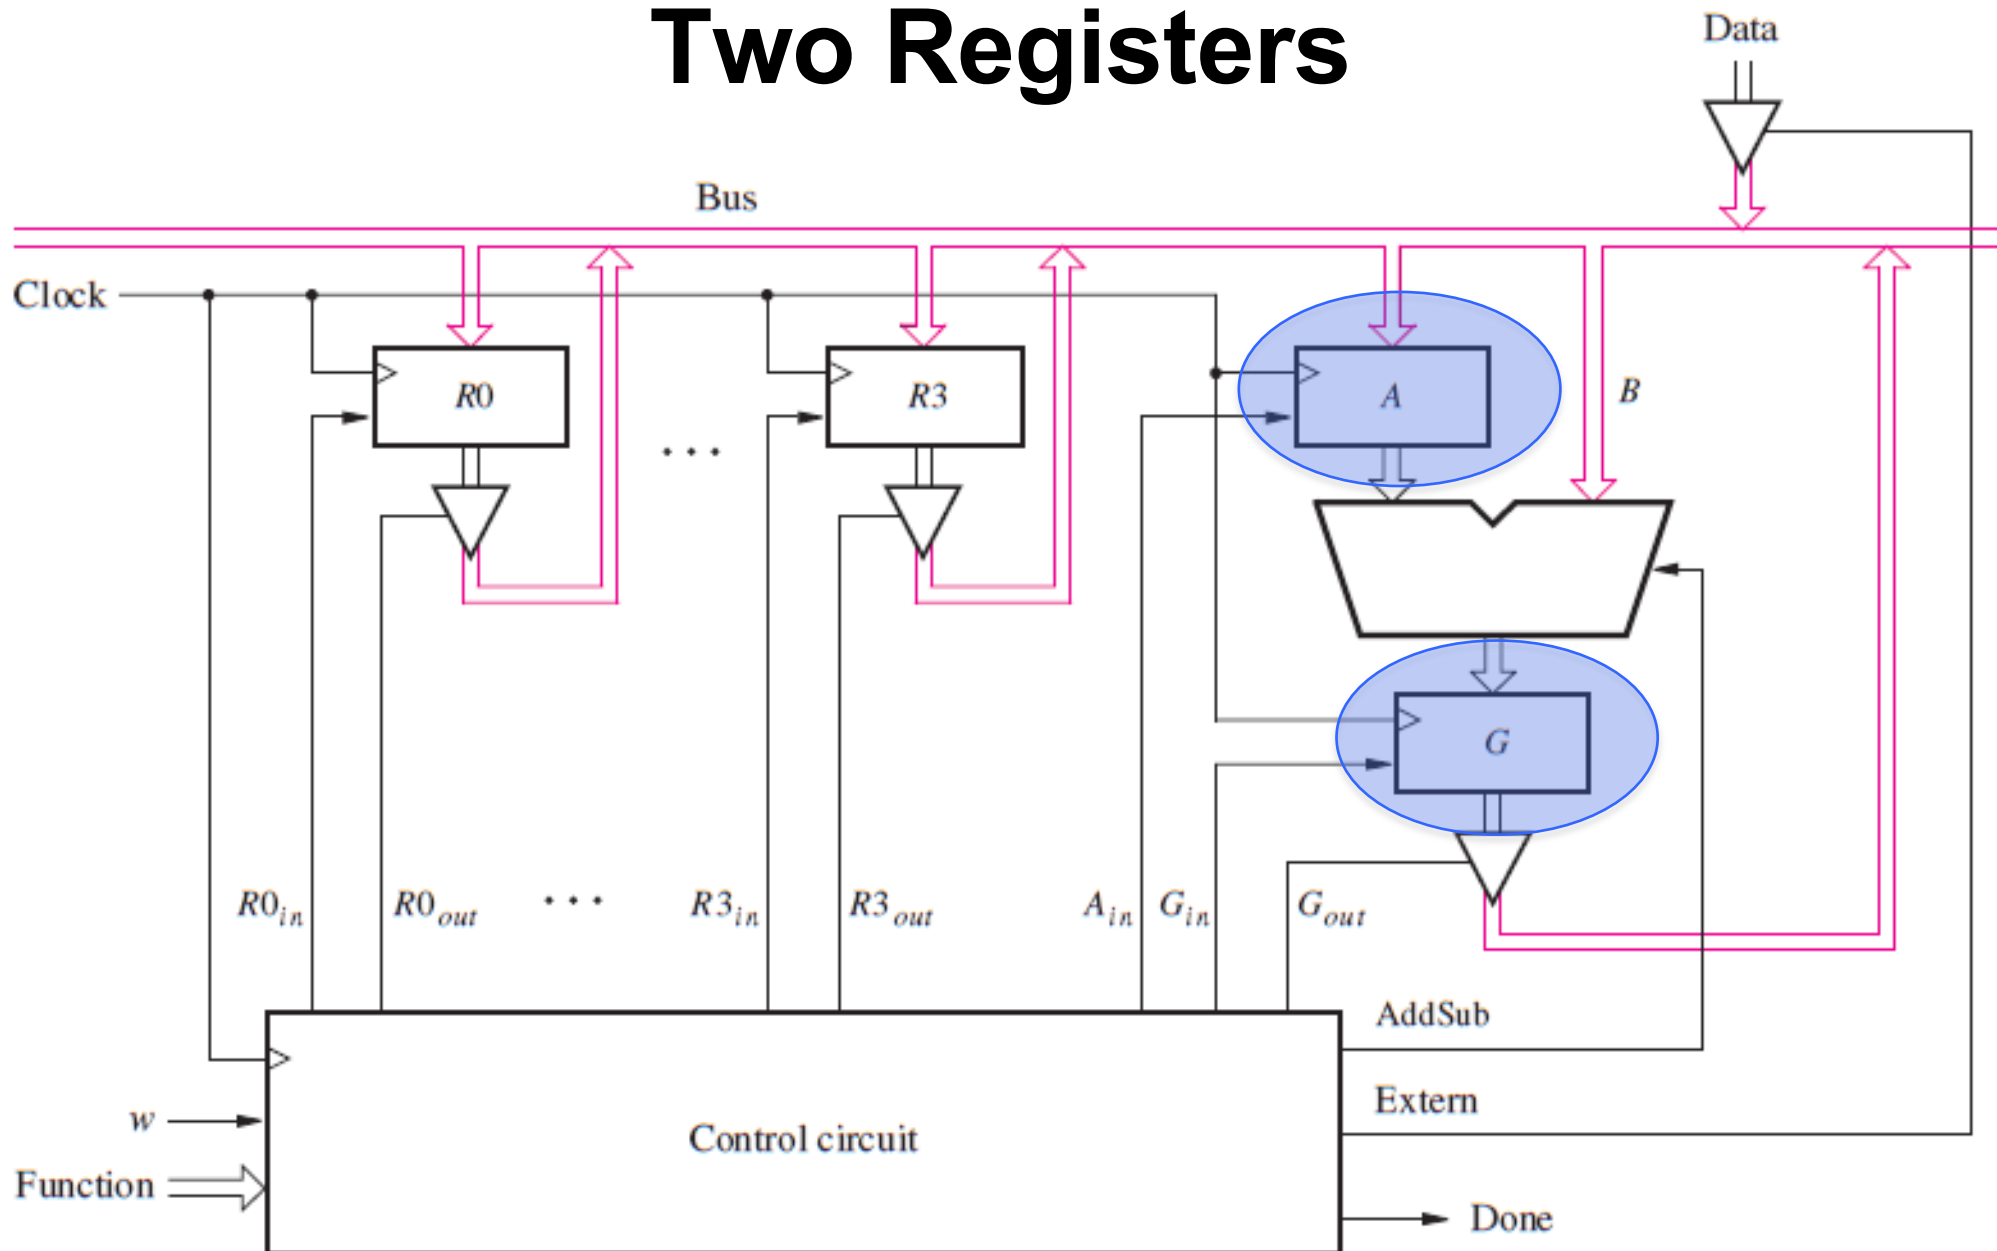 Two Registers
Data
Bus
Clock
R0
R3
A
B
G
R0in
R0out
R3in
R3out
Ain
Gin
Gout
AddSub
Extern
w
Control circuit
Function
Done